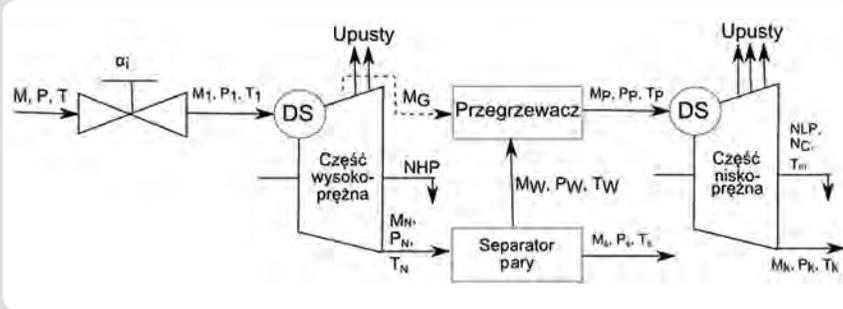 Upusty
αi
M, P, T
M1, P1, T1
DS
MG
Przegrzewacz
MP, PP, TP
DS
Upusty
Część
wysoko-
prężna
NHP
MW, PW, TW
Część
nisko-
prężna
NLP,
NC,
Tm
MN,
PN,
TN
Separator
pary
Ms, Ps, Ts
Mk, Pk, Tk